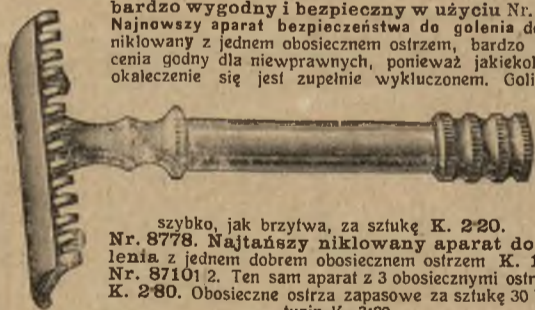 bardzo wygodny i bezpieczny w użyciu Nr.
Najnowszy aparat bezpieczeństwa do golenia do
niklowany z jednem obosiecznem ostrzem, bardzo
cenia godny dla niewprawnych, ponieważ jakiekol
okaleczenie się jest zupełnie wykluczonem. Goli
szybko, jak brzytwa, za sztukę K. 2·20.
Nr. 8778. Najtańszy niklowany aparat do
lenia z jednem dobrem obosiecznem ostrzem K. 1
Nr. 87101 2. Ten sam aparat z 3 obosiecznymi ostr
K. 2·80. Obosieczne ostrza zapasowe za sztukę 30